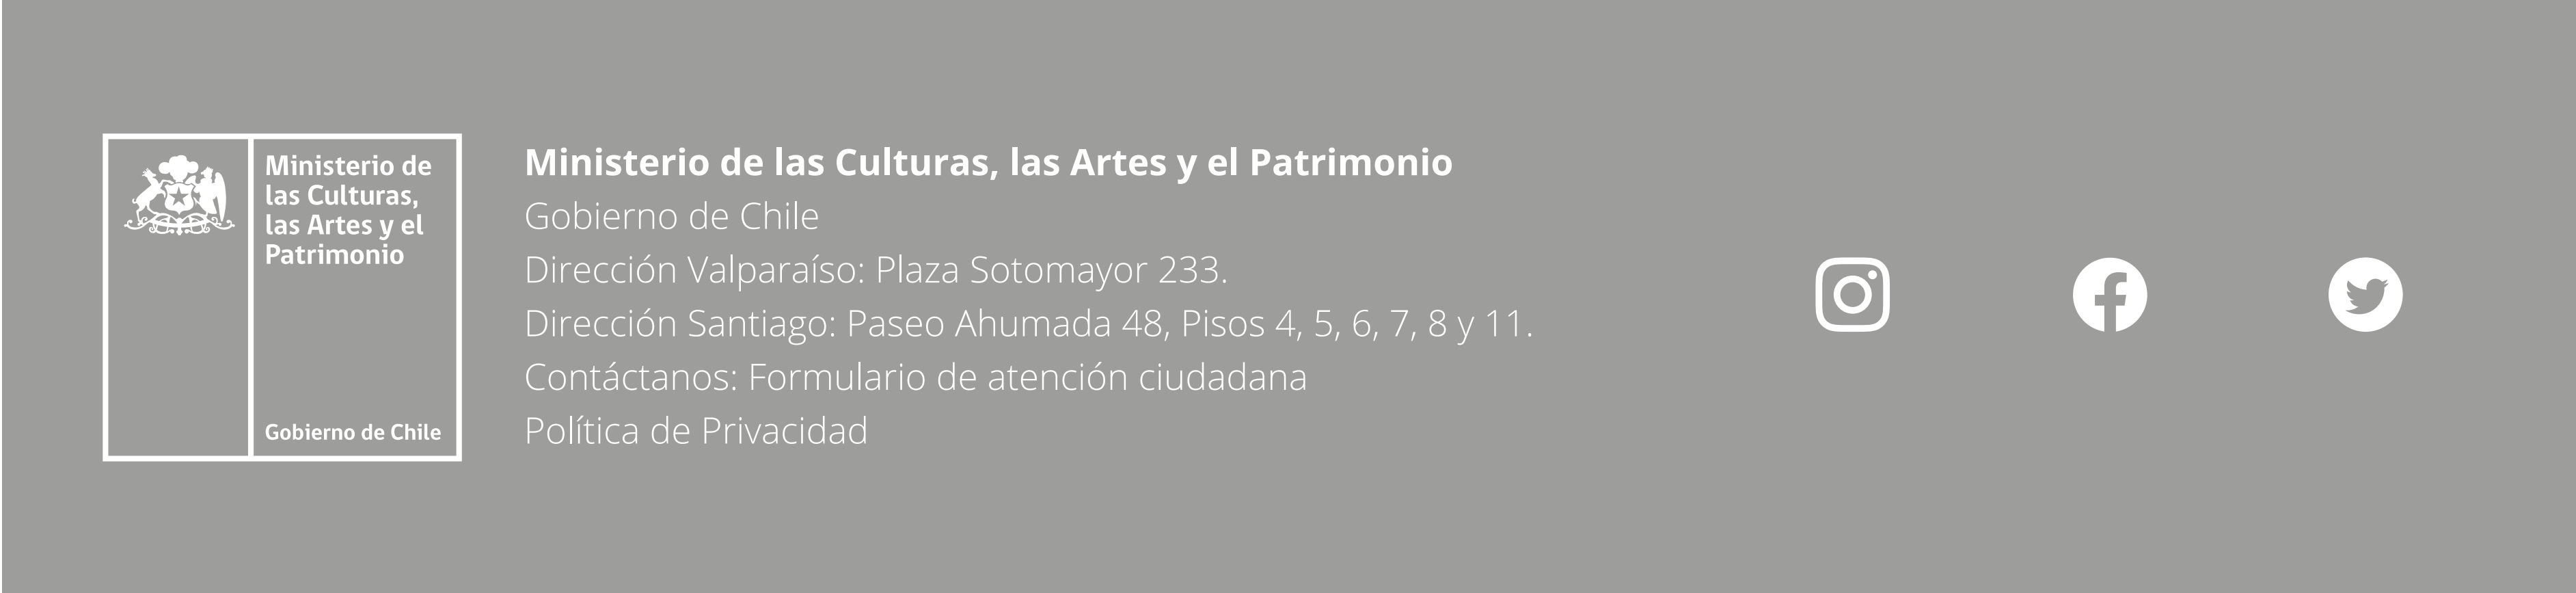 Ministerio de
las Culturas,
las Artes y el
Patrimonio
Gobierno de Chile
Ministerio de las Culturas, las Artes y el Patrimonio
Gobierno de Chile
Dirección Valparaíso: Plaza Sotomayor 233.
Dirección Santiago: Paseo Ahumada 48, Pisos 4, 5, 6, 7, 8 y 11.
Contáctanos: Formulario de atención ciudadana
Política de Privacidad